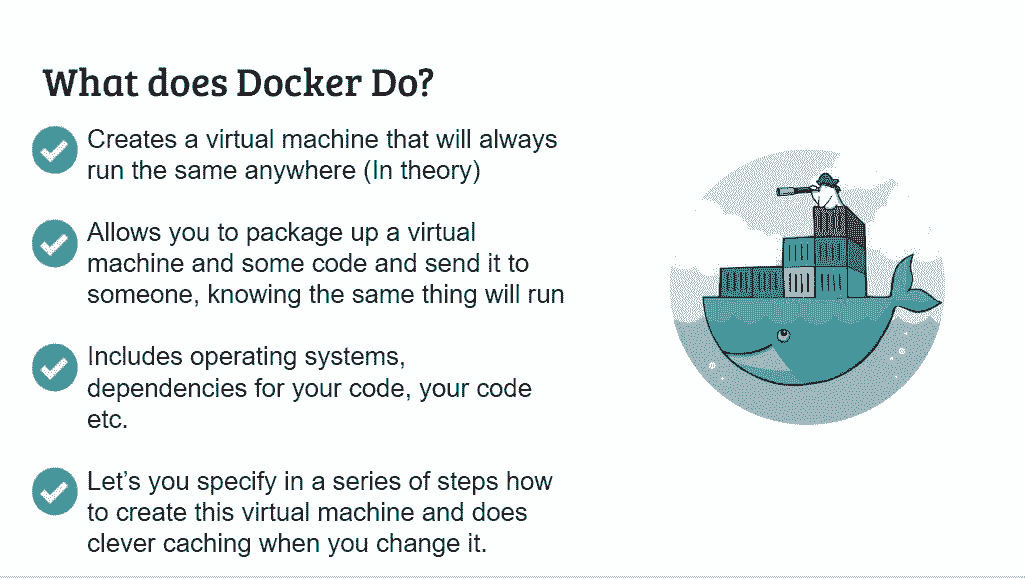 What does Docker Do?
Creates a virtual machine that will always
run the same anywhere (In theory)
Allows you to package up a virtual
machine and some code and send it to
someone, knowing the same thing will run
Includes operating systems,
dependencies for your code, your code
etc.
Let’s you specify in a series of steps how
to create this virtual machine and does
clever caching when you change it.